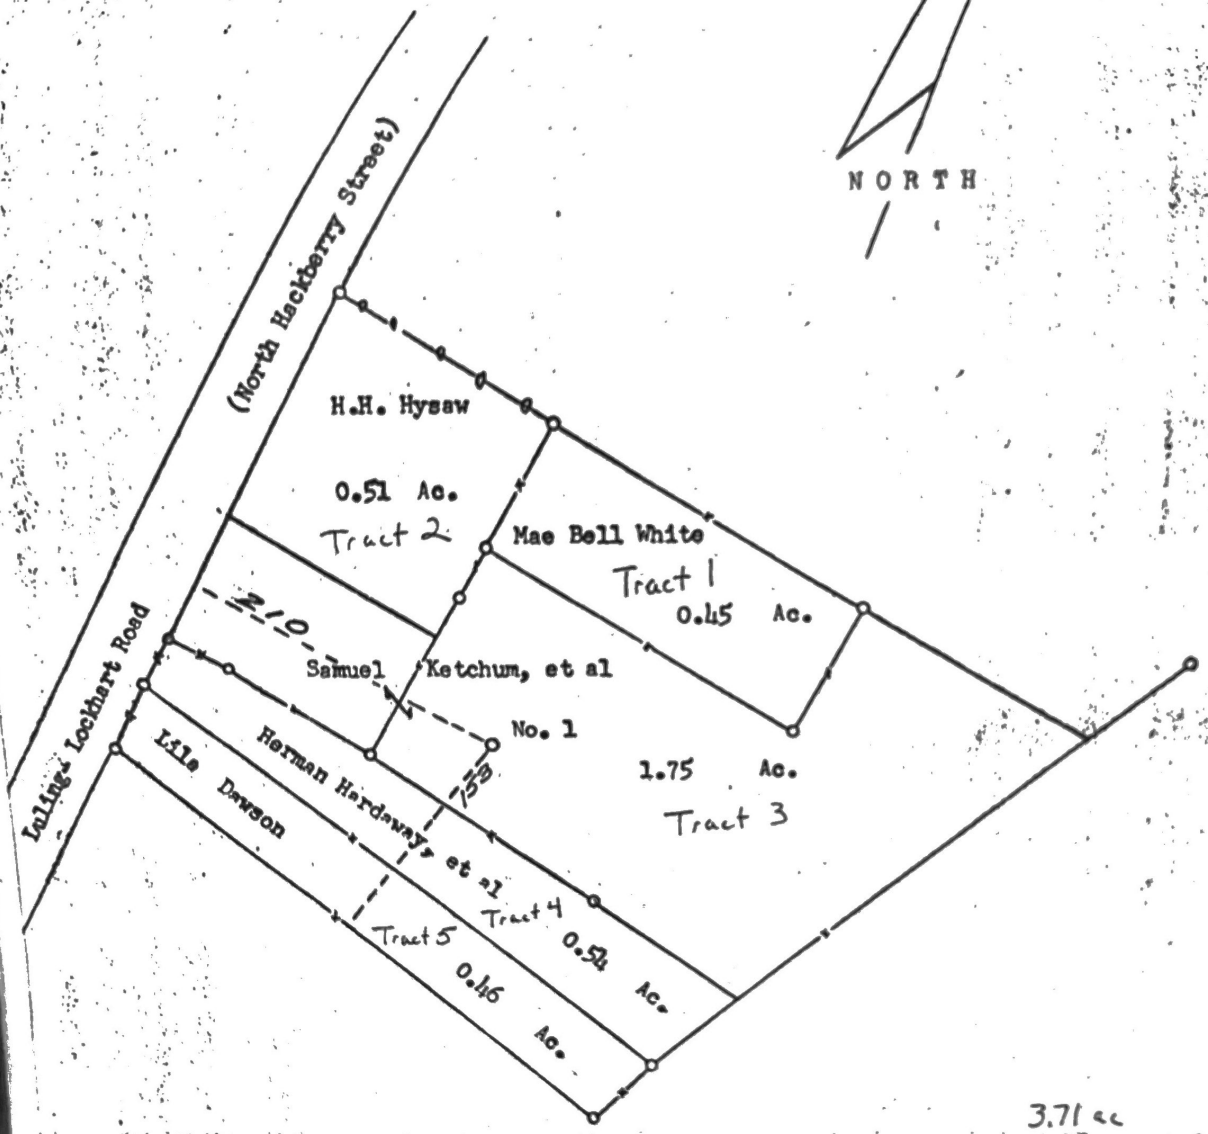 NORTH
(North Hackberry Street)
Luling-Lockhart Road
H.H. Hysaw
0.51 Ac.
Tract 2
Mae Bell White
Tract 1
0.45 Ac.
210
Samuel Ketchum, et al
No. 1
153
1.75 Ac.
Tract 3
Herman Hardaway, et al
Tract 4
0.54 Ac.
Lila Dawson
Tract 5
0.46 Ac.
3.71 ac